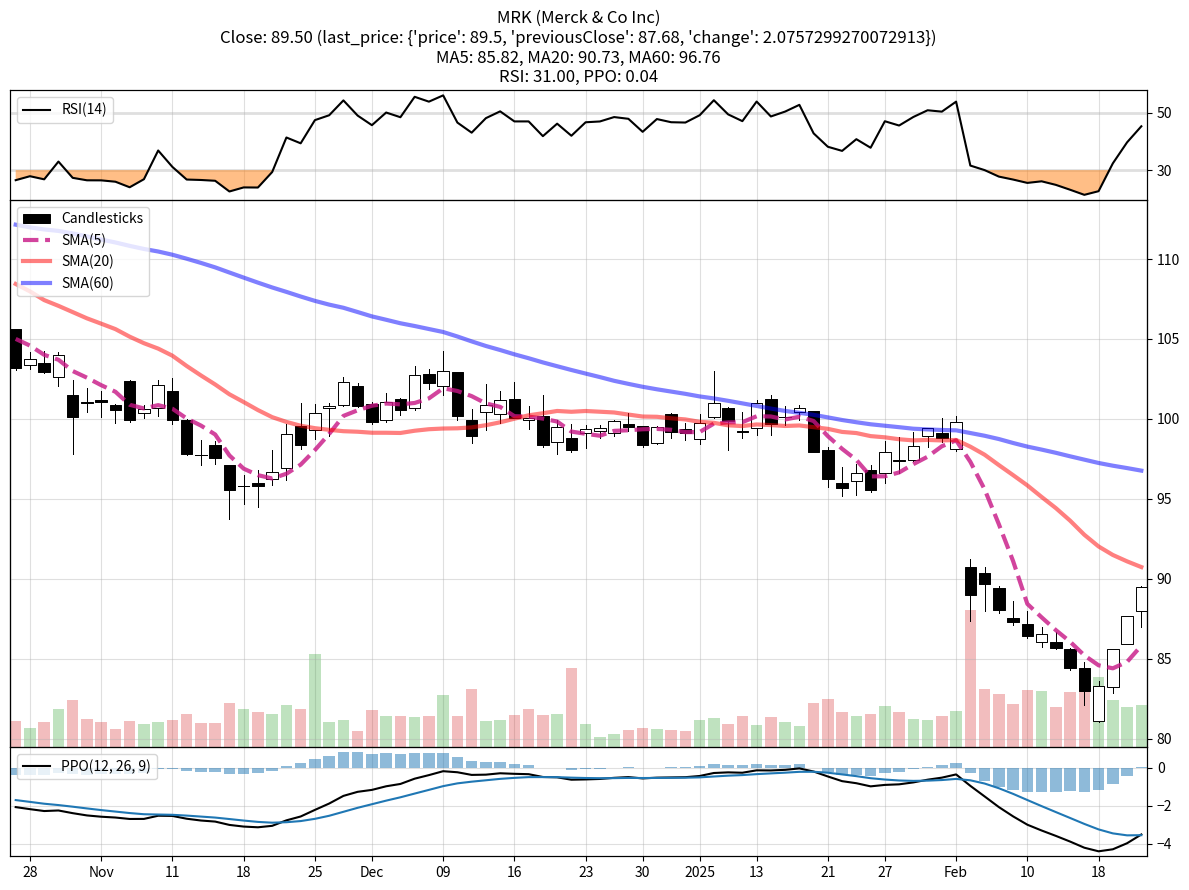 MRK (Merck & Co Inc)
Close: 89.50 (last_price: {'price': 89.5, 'previousClose': 87.68, 'change': 2.0757299270072913})
MA5: 85.82, MA20: 90.73, MA60: 96.76
RSI: 31.00, PPO: 0.04
RSI(14)
50
30
Candlesticks
SMA(5)
SMA(20)
SMA(60)
110
105
100
95
90
85
80
PPO(12, 26, 9)
0
−2
−4
28 Nov 11 18 25 Dec 09 16 23 30 2025 13 21 27 Feb 10 18